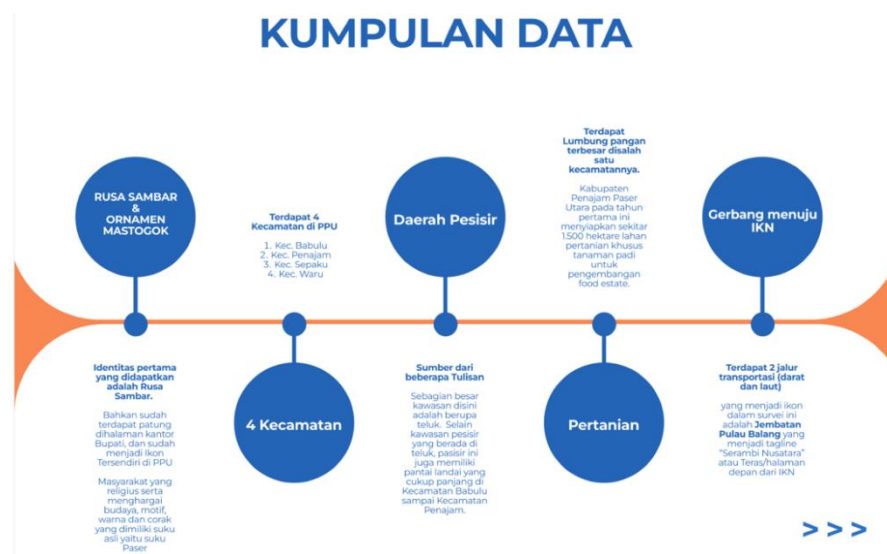 KUMPULAN DATA
RUSA SAMBAR
&
ORNAMEN
MASTOGOK
Identitas pertama
yang didapatkan
adalah Rusa
Sambar.
Bahkan sudah
terdapat patung
dihalaman kantor
Bupati, dan sudah
menjadi Ikon
Tersendiri di PPU
Masyarakat yang
religius serta
menghargai
budaya, motif,
warna dan corak
yang dimiliki suku
asli yaitu suku
Paser
Terdapat 4
Kecamatan di PPU
1. Kec. Babulu
2. Kec. Penajam
3. Kec. Sepaku
4. Kec. Waru
4 Kecamatan
Daerah Pesisir
Sumber dari
beberapa Tulisan
Sebagian besar
kawasan disini
adalah berupa
teluk. Selain
kawasan pesisir
yang berada di
teluk, pasisir ini
juga memiliki
pantai landai yang
cukup panjang di
Kecamatan Babulu
sampai Kecamatan
Penajam.
Terdapat
Lumbung pangan
terbesar disalah
satu
kecamatannya.
Kabupaten
Penajam Paser
Utara pada tahun
pertama ini
menyiapkan sekitar
1.500 hektare lahan
pertanian khusus
tanaman padi
untuk
pengembangan
food estate.
Pertanian
Gerbang menuju
IKN
Terdapat 2 jalur
transportasi (darat
dan laut)
yang menjadi ikon
dalam survei ini
adalah Jembatan
Pulau Balang yang
menjadi tagline
“Serambi Nusatara”
atau Teras/halaman
depan dari IKN
> > >